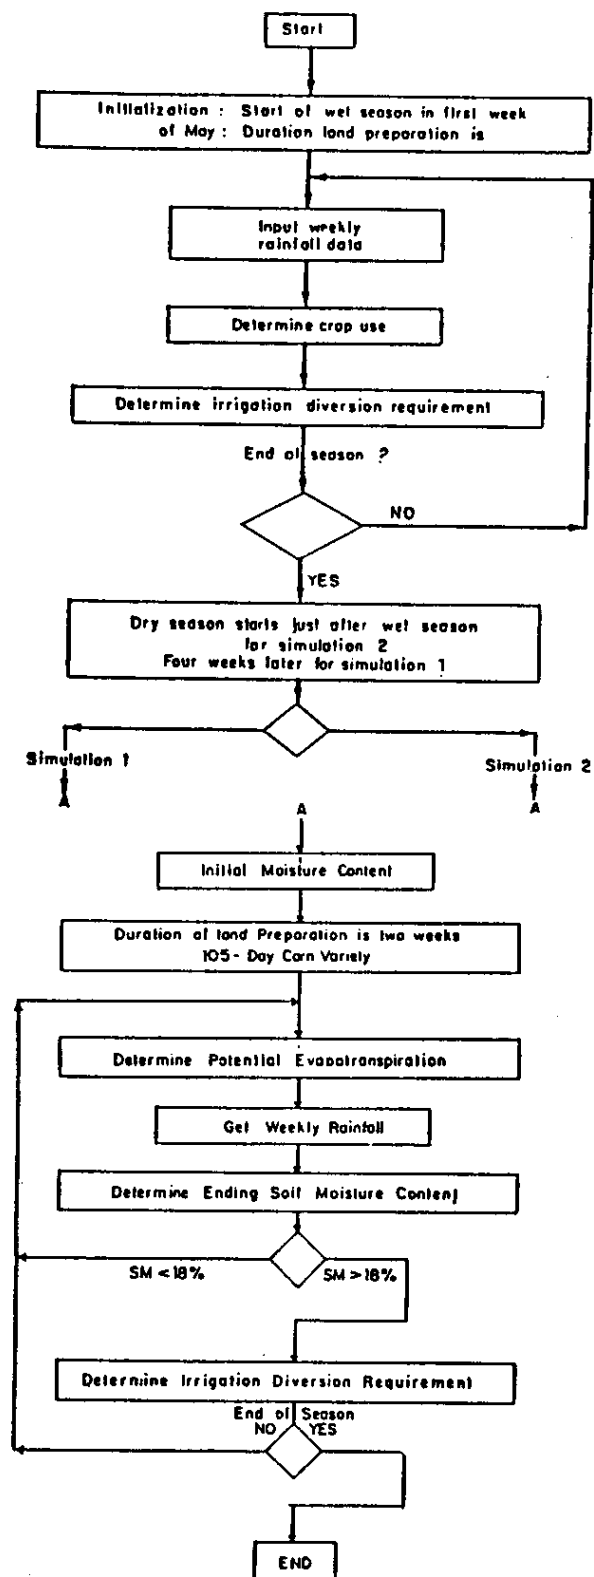 Start
Initialization : Start of wet season in first week
of May : Duration land preparation is
Input weekly
rainfall data
Determine crop use
Determine irrigation diversion requirement
End of season ?
NO
YES
Dry season starts just after wet season
for simulation 2
Four weeks later for simulation 1
Simulation 1
Simulation 2
A
A
A
Initial Moisture Content
Duration of land Preparation is two weeks
105 - Day Corn Variety
Determine Potential Evapotranspiration
Get Weekly Rainfall
Determine Ending Soil Moisture Content
SM < 18%
SM > 18%
Determine Irrigation Diversion Requirement
End of Season
NO
YES
END